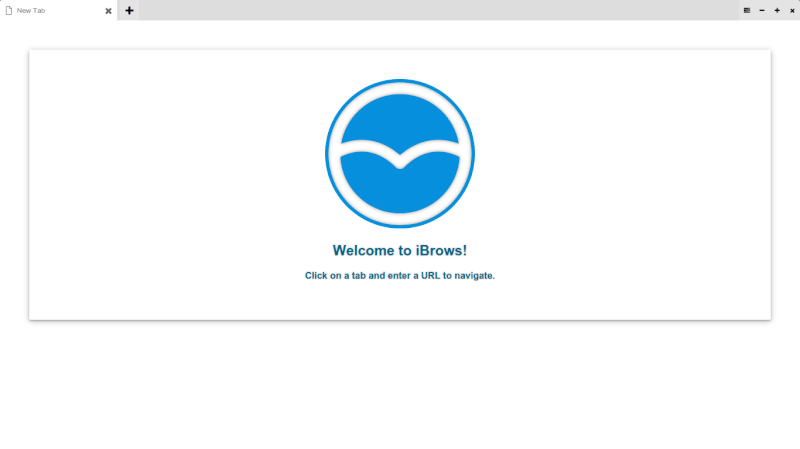 New Tab
Welcome to iBrows!
Click on a tab and enter a URL to navigate.